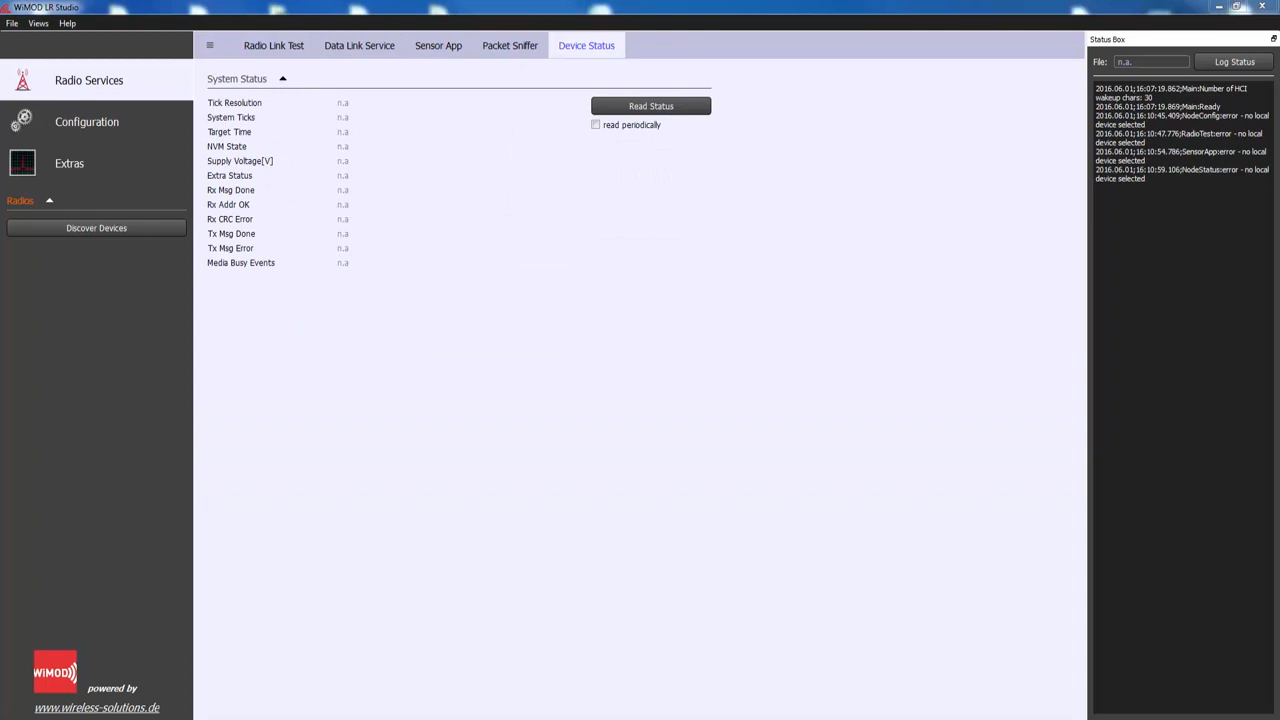 WiMOD LR Studio
File Views Help
Radio Services
Configuration
Extras
Radios
Discover Devices
WiMOD
powered by
www.wireless-solutions.de
Radio Link Test Data Link Service Sensor App Packet Sniffer Device Status
System Status
Tick Resolution n.a
System Ticks n.a
Target Time n.a
NVM State n.a
Supply Voltage[V] n.a
Extra Status n.a
Rx Msg Done n.a
Rx Addr OK n.a
Rx CRC Error n.a
Tx Msg Done n.a
Tx Msg Error n.a
Media Busy Events n.a
Read Status
read periodically
Status Box
File: n.a. Log Status
2016.06.01;16:07:19.862;Main:Number of HCI
wakeup chars: 30
2016.06.01;16:07:19.869;Main:Ready
2016.06.01;16:10:45.409;NodeConfig:error - no local
device selected
2016.06.01;16:10:47.776;RadioTest:error - no local
device selected
2016.06.01;16:10:54.786;SensorApp:error - no local
device selected
2016.06.01;16:10:59.106;NodeStatus:error - no local
device selected